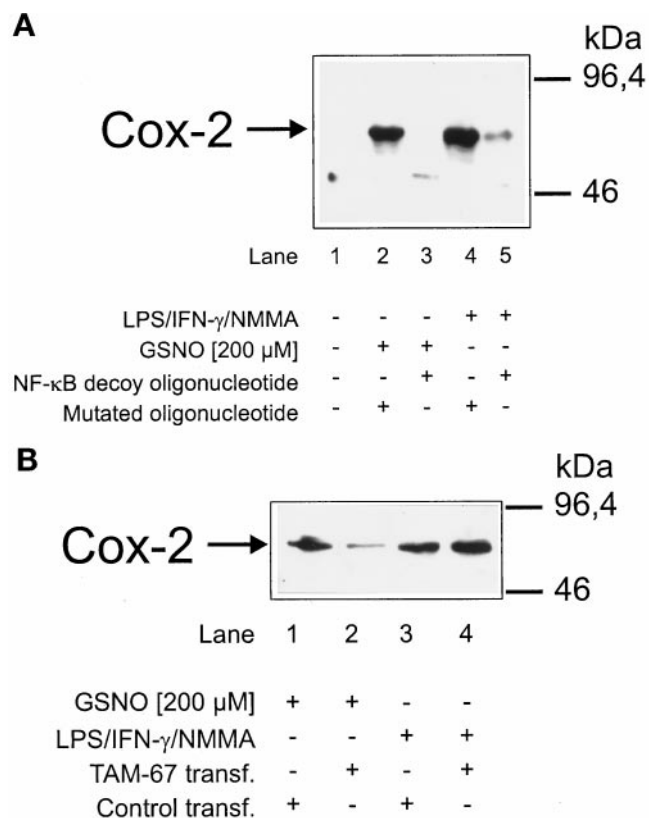 A
kDa
96,4
Cox-2
46
Lane 1 2 3 4 5
LPS/IFN-γ/NMMA - - - + +
GSNO [200 µM] - + + - -
NF-κB decoy oligonucleotide - - + - +
Mutated oligonucleotide - + - + -
B
kDa
96,4
Cox-2
46
Lane 1 2 3 4
GSNO [200 µM] + + - -
LPS/IFN-γ/NMMA - - + +
TAM-67 transf. - + - +
Control transf. + - + -